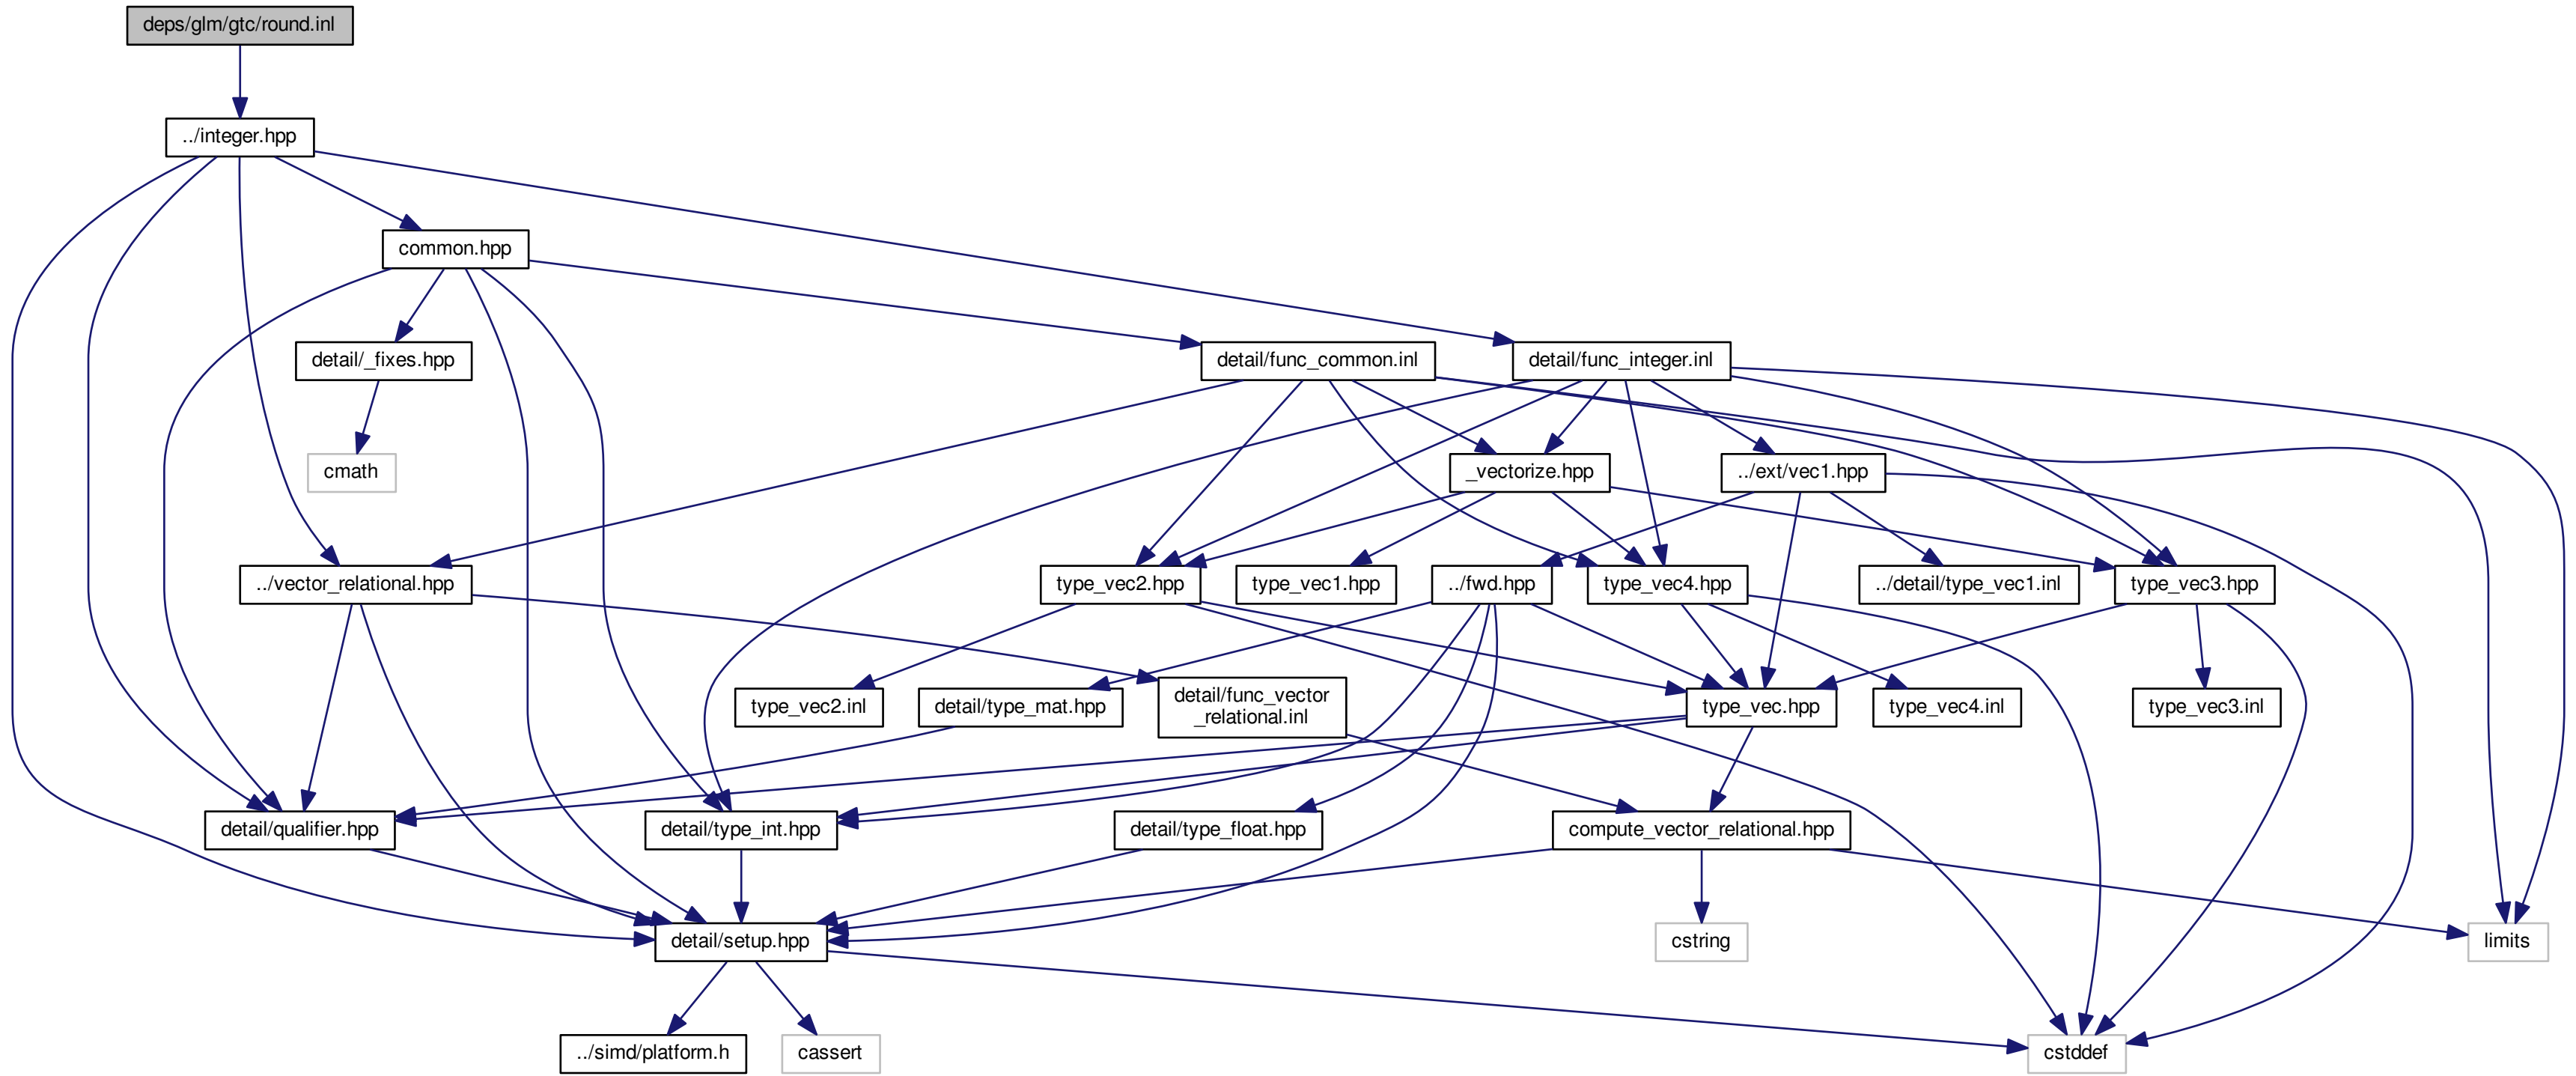 deps/glm/gtc/round.inl
../integer.hpp
common.hpp
detail/_fixes.hpp
detail/func_common.inl
detail/func_integer.inl
cmath
_vectorize.hpp
../ext/vec1.hpp
../vector_relational.hpp
type_vec2.hpp
type_vec1.hpp
../fwd.hpp
type_vec4.hpp
../detail/type_vec1.inl
type_vec3.hpp
type_vec2.inl
detail/type_mat.hpp
detail/func_vector
_relational.inl
type_vec.hpp
type_vec4.inl
type_vec3.inl
detail/qualifier.hpp
detail/type_int.hpp
detail/type_float.hpp
compute_vector_relational.hpp
detail/setup.hpp
cstring
limits
../simd/platform.h
cassert
cstddef